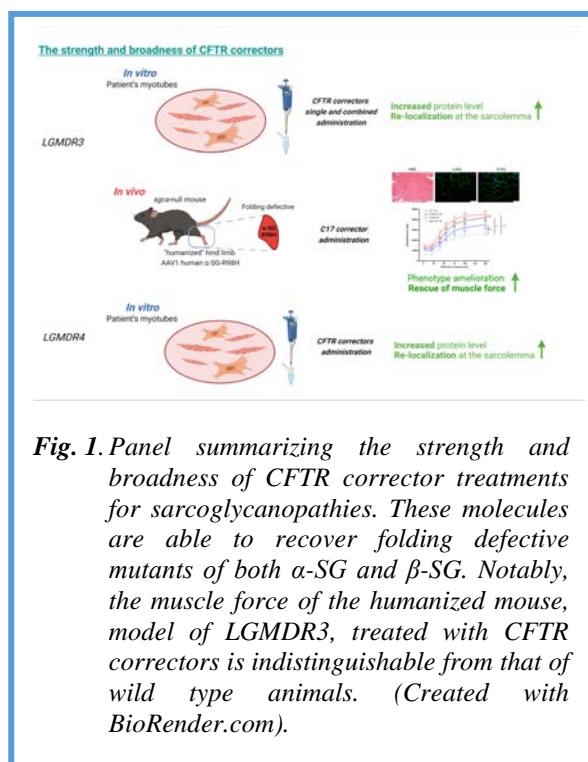 The strength and broadness of CFTR correctors
In vitro
Patient's myotubes
CFTR correctors
single and combined
administration
Increased protein level
Re-localization at the sarcolemma
LGMDR3
In vivo
sgca-null mouse
Folding defective
α-SG
R98H
"humanized" hind limb
AAV1 human α-SG-R98H
C17 corrector
administration
Phenotype amelioration
Rescue of muscle force
In vitro
Patient's myotubes
LGMDR4
CFTR correctors
administration
Increased protein level
Re-localization at the sarcolemma
Fig. 1. Panel summarizing the strength and
broadness of CFTR corrector treatments
for sarcoglycanopathies. These molecules
are able to recover folding defective
mutants of both α-SG and β-SG. Notably,
the muscle force of the humanized mouse,
model of LGMDR3, treated with CFTR
correctors is indistinguishable from that of
wild type animals. (Created with
BioRender.com).